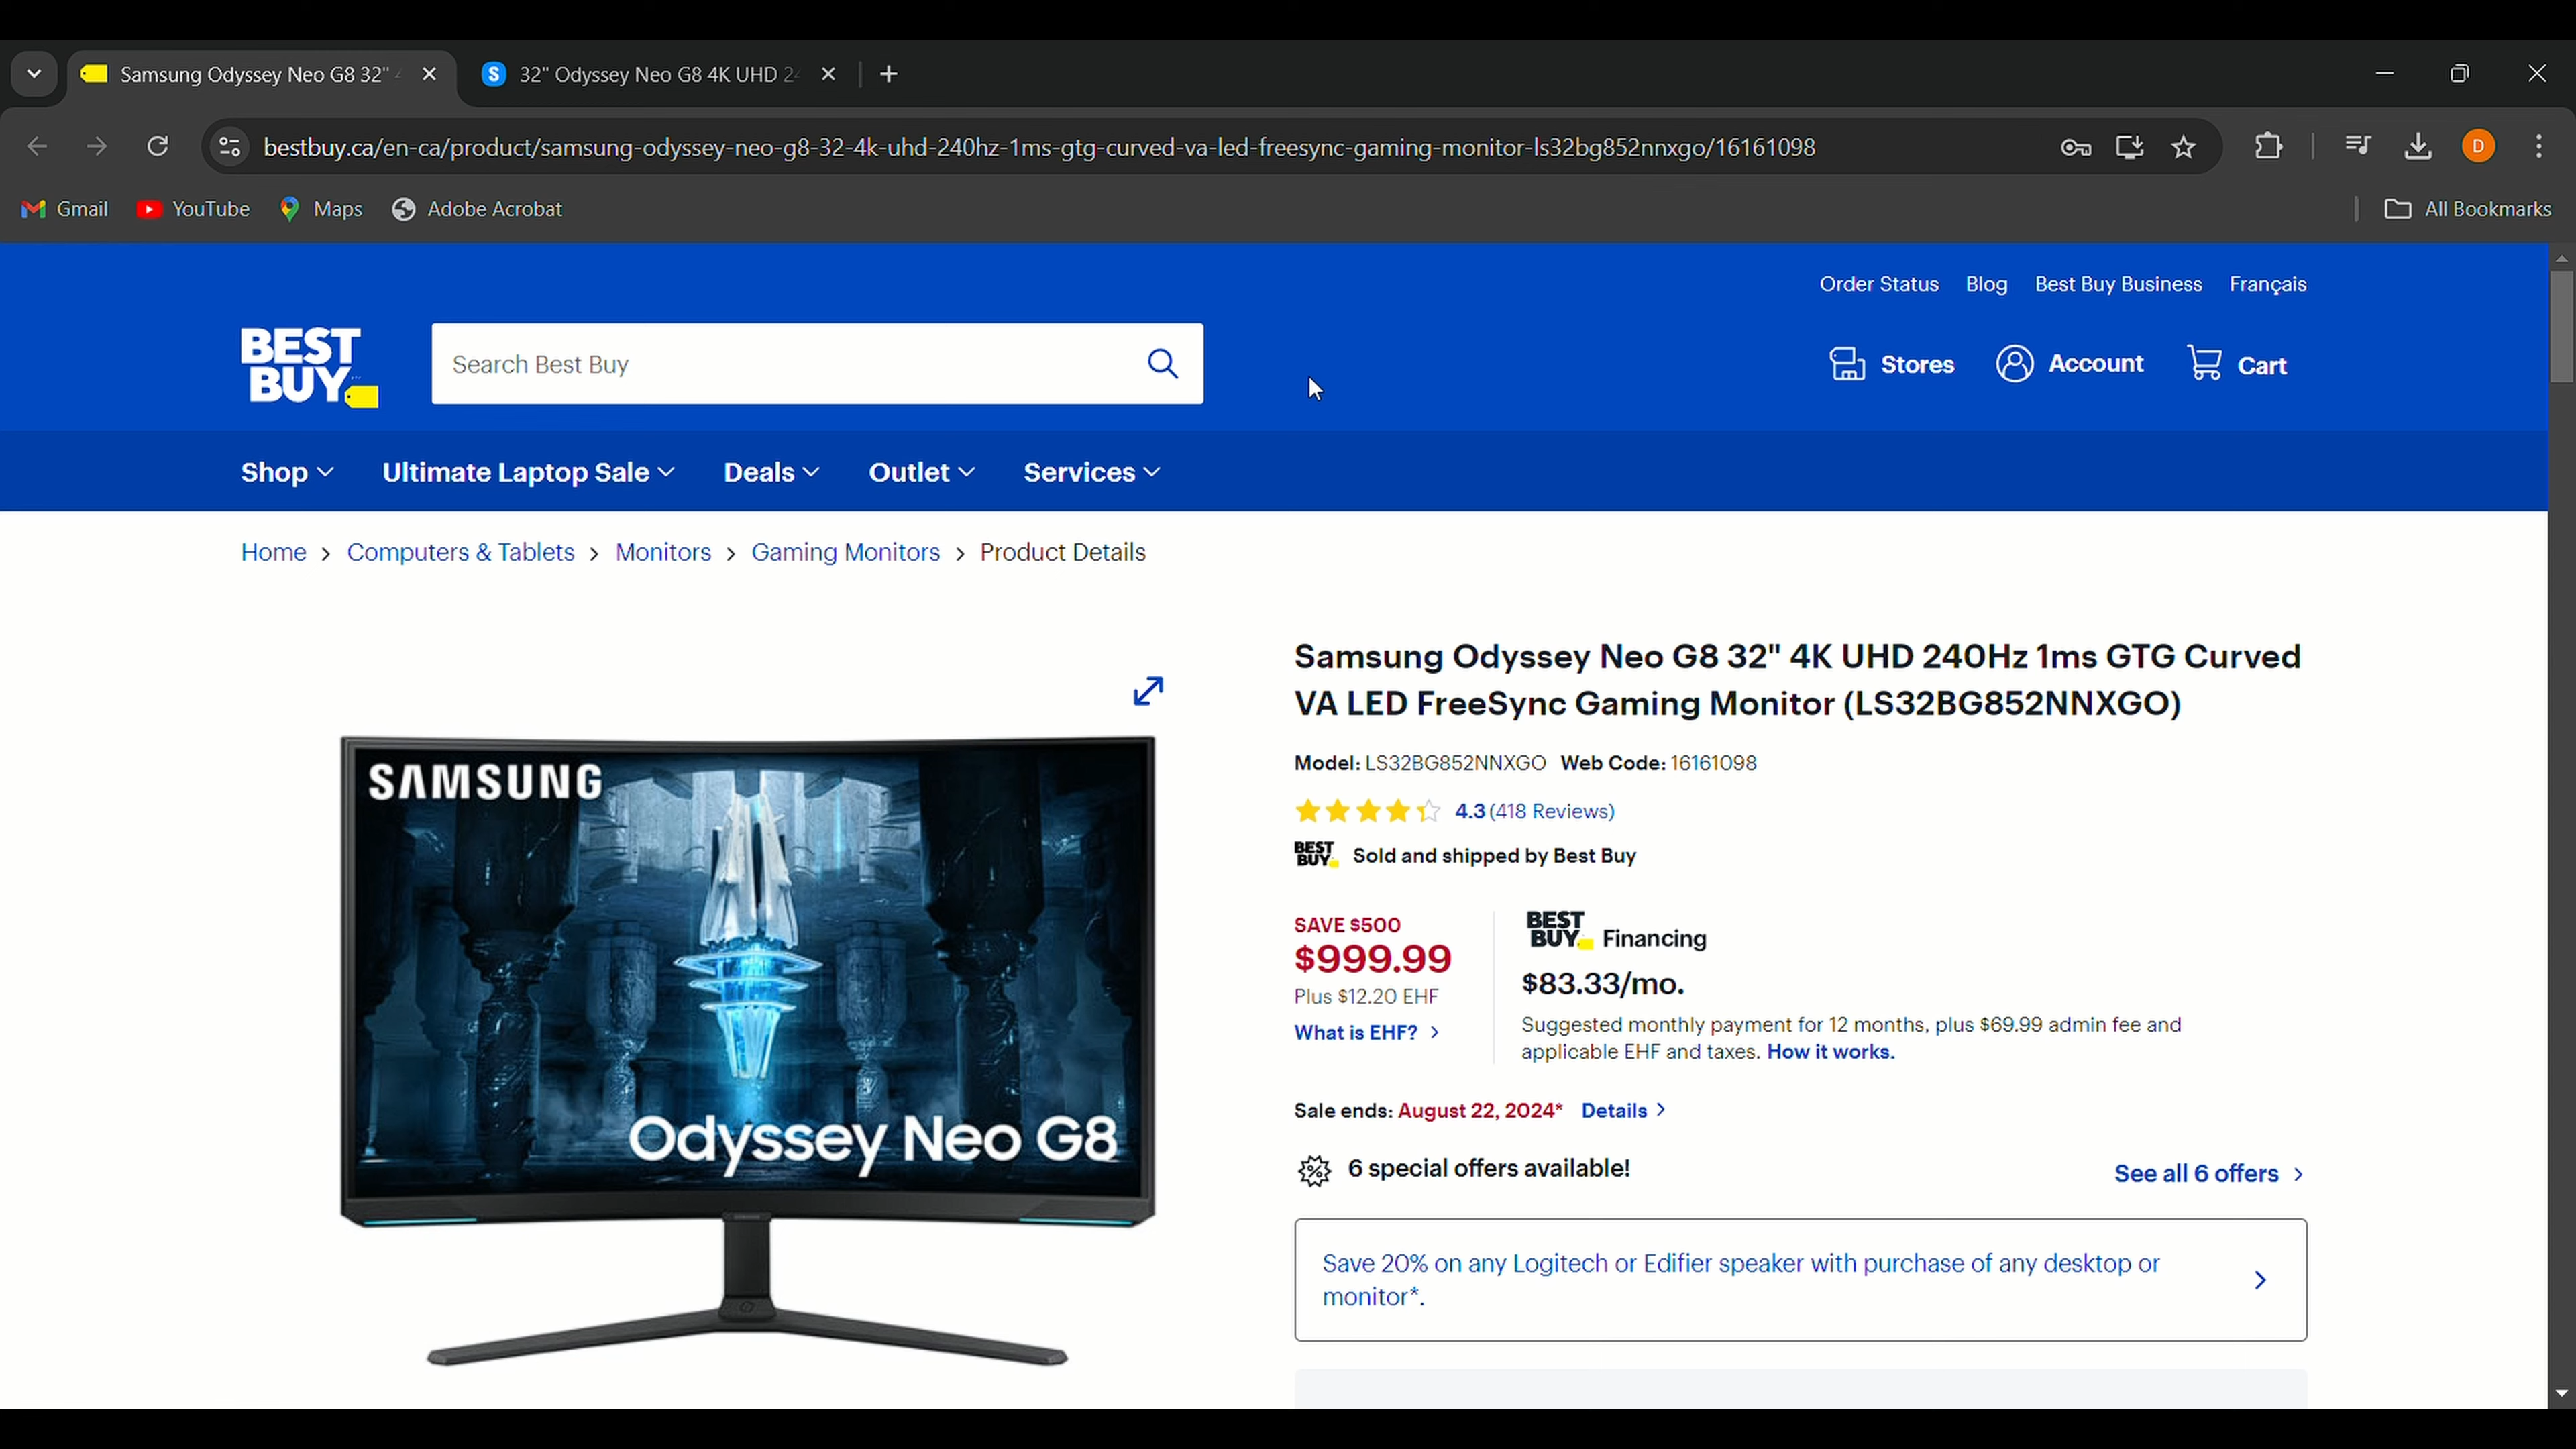 Samsung Odyssey Neo G8 32" 4
32" Odyssey Neo G8 4K UHD 24
bestbuy.ca/en-ca/product/samsung-odyssey-neo-g8-32-4k-uhd-240hz-1ms-gtg-curved-va-led-freesync-gaming-monitor-ls32bg852nnxgo/16161098
D
Gmail YouTube Maps Adobe Acrobat All Bookmarks
Order Status Blog Best Buy Business Français
BEST
BUY
Search Best Buy
Stores Account Cart
Shop Ultimate Laptop Sale Deals Outlet Services
Home > Computers & Tablets > Monitors > Gaming Monitors > Product Details
SAMSUNG
Odyssey Neo G8
Samsung Odyssey Neo G8 32" 4K UHD 240Hz 1ms GTG Curved
VA LED FreeSync Gaming Monitor (LS32BG852NNXGO)
Model: LS32BG852NNXGO Web Code: 16161098
4.3 (418 Reviews)
BEST
BUY
Sold and shipped by Best Buy
SAVE $500
$999.99
Plus $12.20 EHF
What is EHF? >
BEST
BUY
Financing
$83.33/mo.
Suggested monthly payment for 12 months, plus $69.99 admin fee and
applicable EHF and taxes. How it works.
Sale ends: August 22, 2024* Details >
6 special offers available!
See all 6 offers >
Save 20% on any Logitech or Edifier speaker with purchase of any desktop or
monitor*.